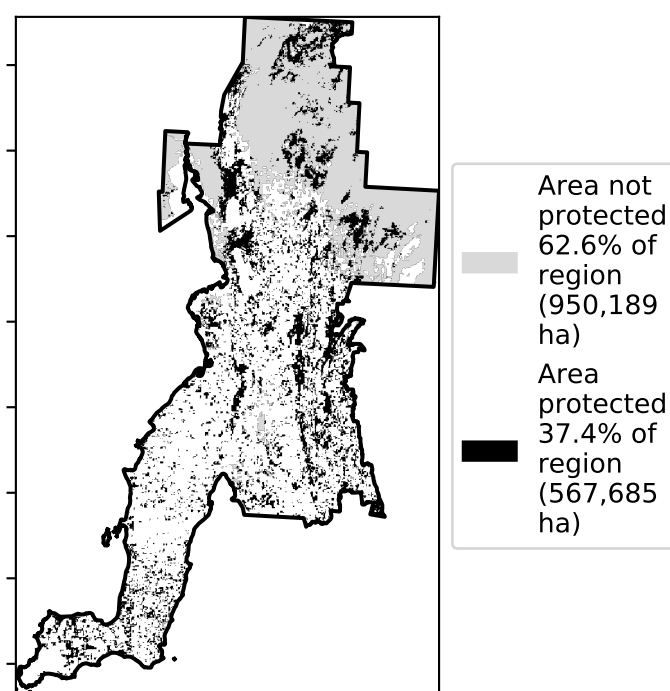 Area not
protected
62.6% of
region
(950,189
ha)
Area
protected
37.4% of
region
(567,685
ha)